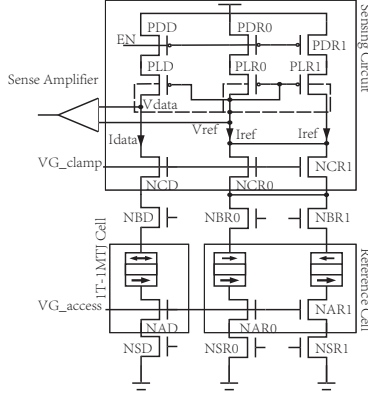 PDD PDR0
EN
PDR1
Sensing Circuit
PLD PLR0 PLR1
Sense Amplifier
Vdata
Vref
Idata Iref Iref
VG_clamp
NCD NCR0 NCR1
NBD NBR0 NBR1
1T-1MTJ Cell
Reference Cell
VG_access
NAD NAR0 NAR1
NSD NSR0 NSR1